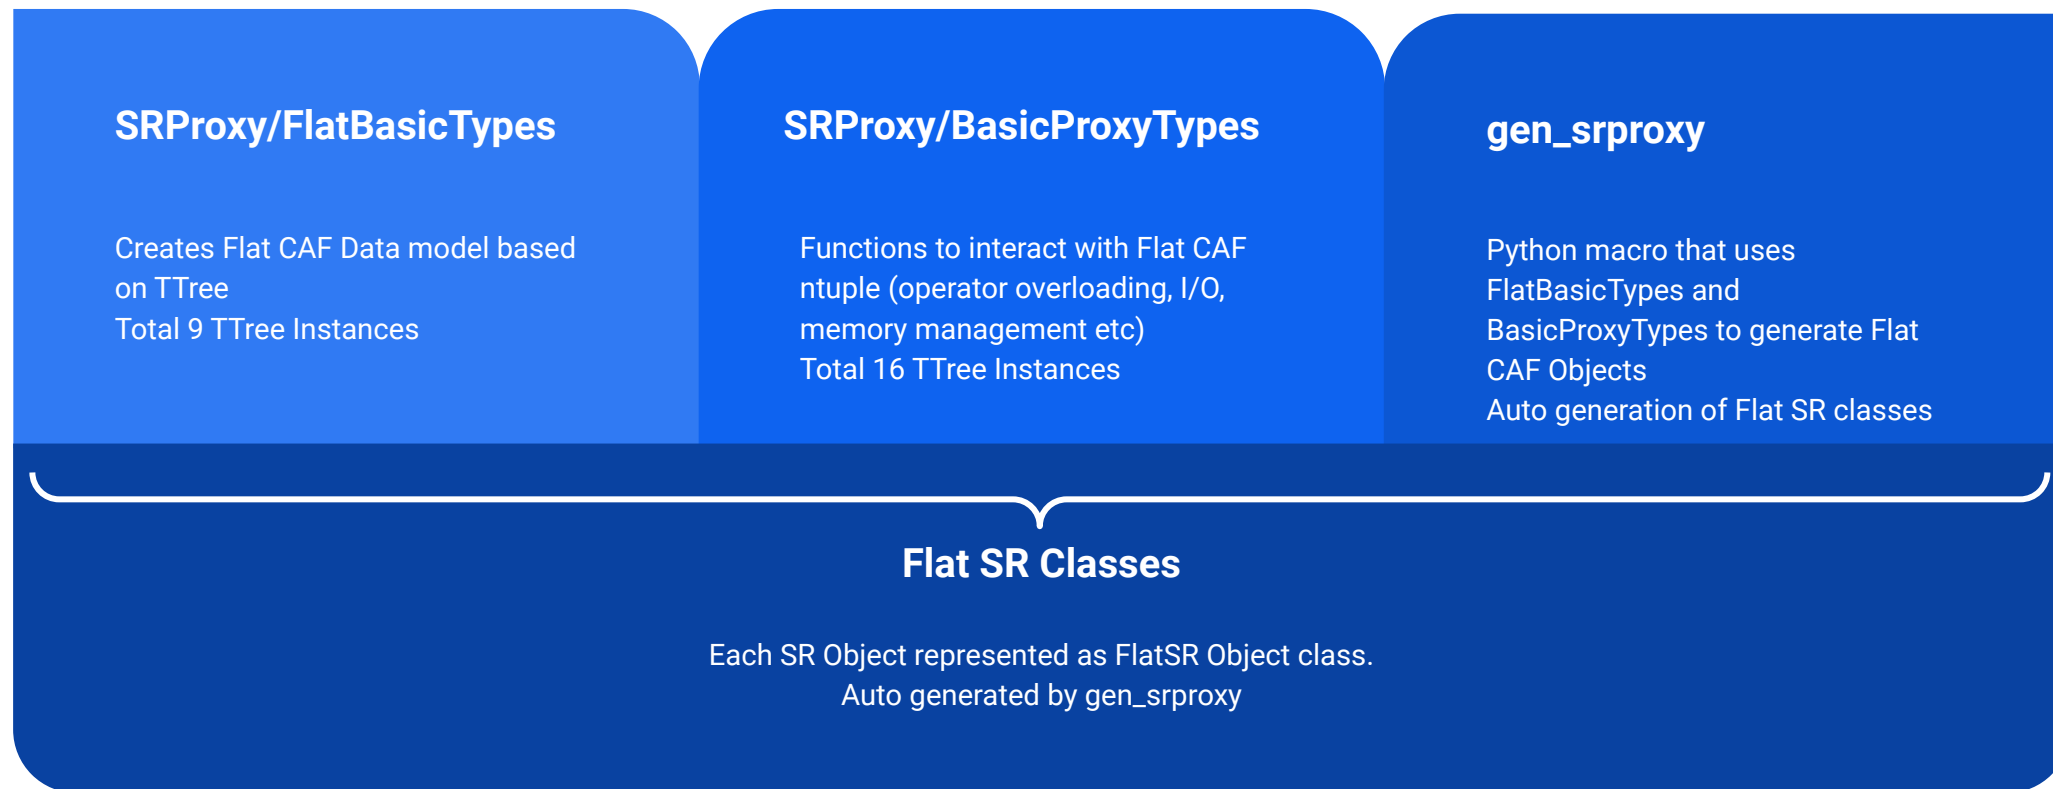 SRProxy/FlatBasicTypes
Creates Flat CAF Data model based
on TTree
Total 9 TTree Instances
SRProxy/BasicProxyTypes
Functions to interact with Flat CAF
ntuple (operator overloading, I/O,
memory management etc)
Total 16 TTree Instances
gen_srproxy
Python macro that uses
FlatBasicTypes and
BasicProxyTypes to generate Flat
CAF Objects
Auto generation of Flat SR classes
Flat SR Classes
Each SR Object represented as FlatSR Object class.
Auto generated by gen_srproxy